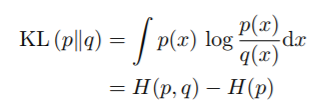 KL (p‖q) = ∫ p(x) log p(x)/q(x) dx
= H(p, q) − H(p)